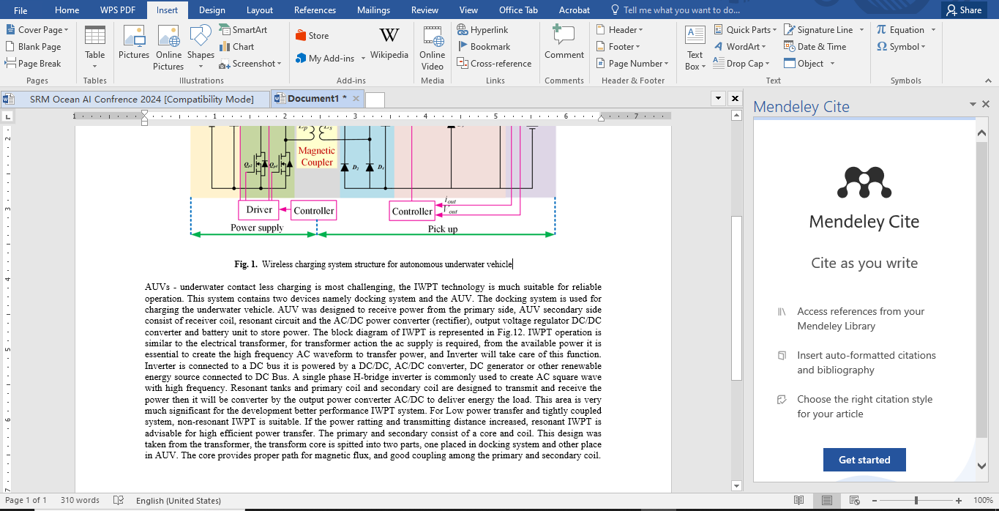 File Home WPS PDF Insert Design Layout References Mailings Review View Office Tab Acrobat Tell me what you want to do... Share
Cover Page
Blank Page
Page Break
Pages
Table
Tables
Pictures
Online Pictures
Shapes
SmartArt
Chart
Screenshot
Illustrations
Store
My Add-ins
W
Wikipedia
Add-ins
Online Video
Media
Hyperlink
Bookmark
Cross-reference
Links
Comment
Comments
Header
Footer
Page Number
Header & Footer
Text Box
Quick Parts
WordArt
Drop Cap
Signature Line
Date & Time
Object
Text
Equation
Symbol
Symbols
SRM Ocean AI Confrence 2024 [Compatibility Mode] Document1 *
1 1 2 3 4 5 6 7
2
3
4
5
6
7
Lp Ls
Magnetic
Coupler
Qp2 Qp4 D2 D4
iout
Driver Controller Controller
Power supply Pick up
Fig. 1. Wireless charging system structure for autonomous underwater vehicle
AUVs - underwater contact less charging is most challenging, the IWPT technology is much suitable for reliable
operation. This system contains two devices namely docking system and the AUV. The docking system is used for
charging the underwater vehicle. AUV was designed to receive power from the primary side, AUV secondary side
consist of receiver coil, resonant circuit and the AC/DC power converter (rectifier), output voltage regulator DC/DC
converter and battery unit to store power. The block diagram of IWPT is represented in Fig.12. IWPT operation is
similar to the electrical transformer, for transformer action the ac supply is required, from the available power it is
essential to create the high frequency AC waveform to transfer power, and Inverter will take care of this function.
Inverter is connected to a DC bus it is powered by a DC/DC, AC/DC converter, DC generator or other renewable
energy source connected to DC Bus. A single phase H-bridge inverter is commonly used to create AC square wave
with high frequency. Resonant tanks and primary coil and secondary coil are designed to transmit and receive the
power then it will be converter by the output power converter AC/DC to deliver energy the load. This area is very
much significant for the development better performance IWPT system. For Low power transfer and tightly coupled
system, non-resonant IWPT is suitable. If the power ratting and transmitting distance increased, resonant IWPT is
advisable for high efficient power transfer. The primary and secondary consist of a core and coil. This design was
taken from the transformer, the transform core is spitted into two parts, one placed in docking system and other place
in AUV. The core provides proper path for magnetic flux, and good coupling among the primary and secondary coil.
Mendeley Cite
Mendeley Cite
Cite as you write
Access references from your
Mendeley Library
Insert auto-formatted citations
and bibliography
Choose the right citation style
for your article
Get started
Page 1 of 1 310 words English (United States) 100%